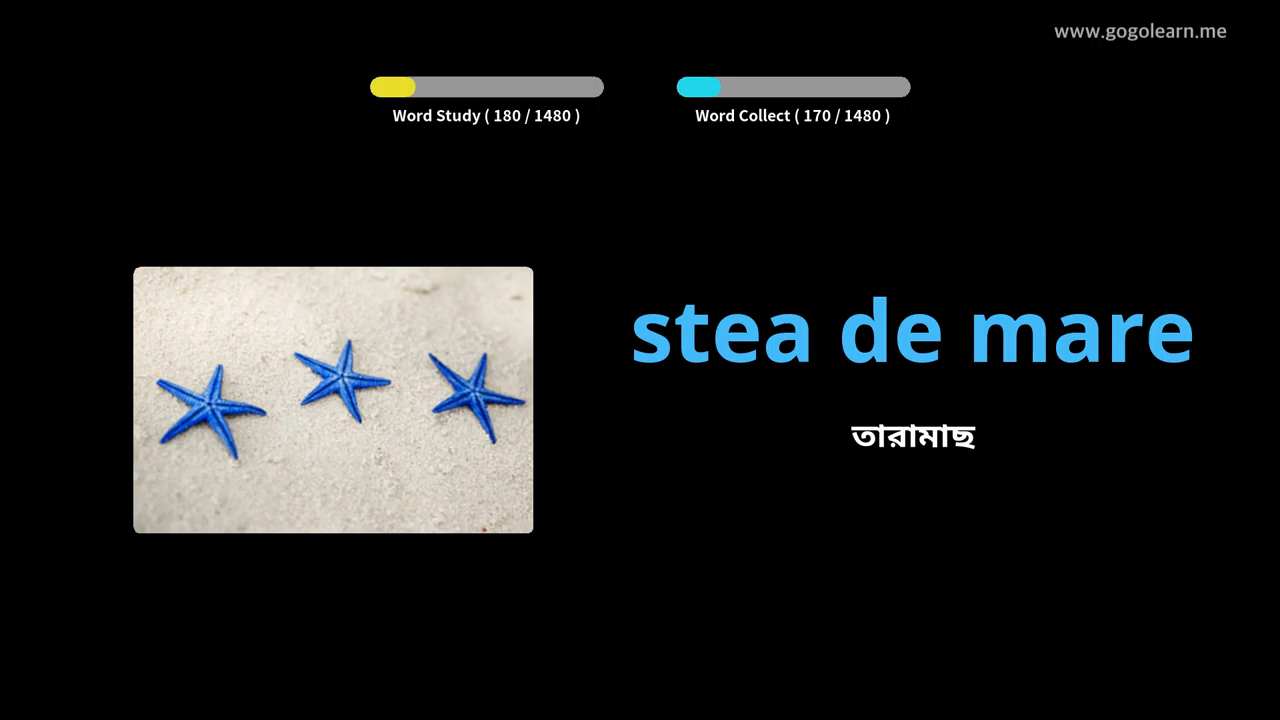 www.gogolearn.me
Word Study ( 180 / 1480 )
Word Collect ( 170 / 1480 )
stea de mare
তারামাছ